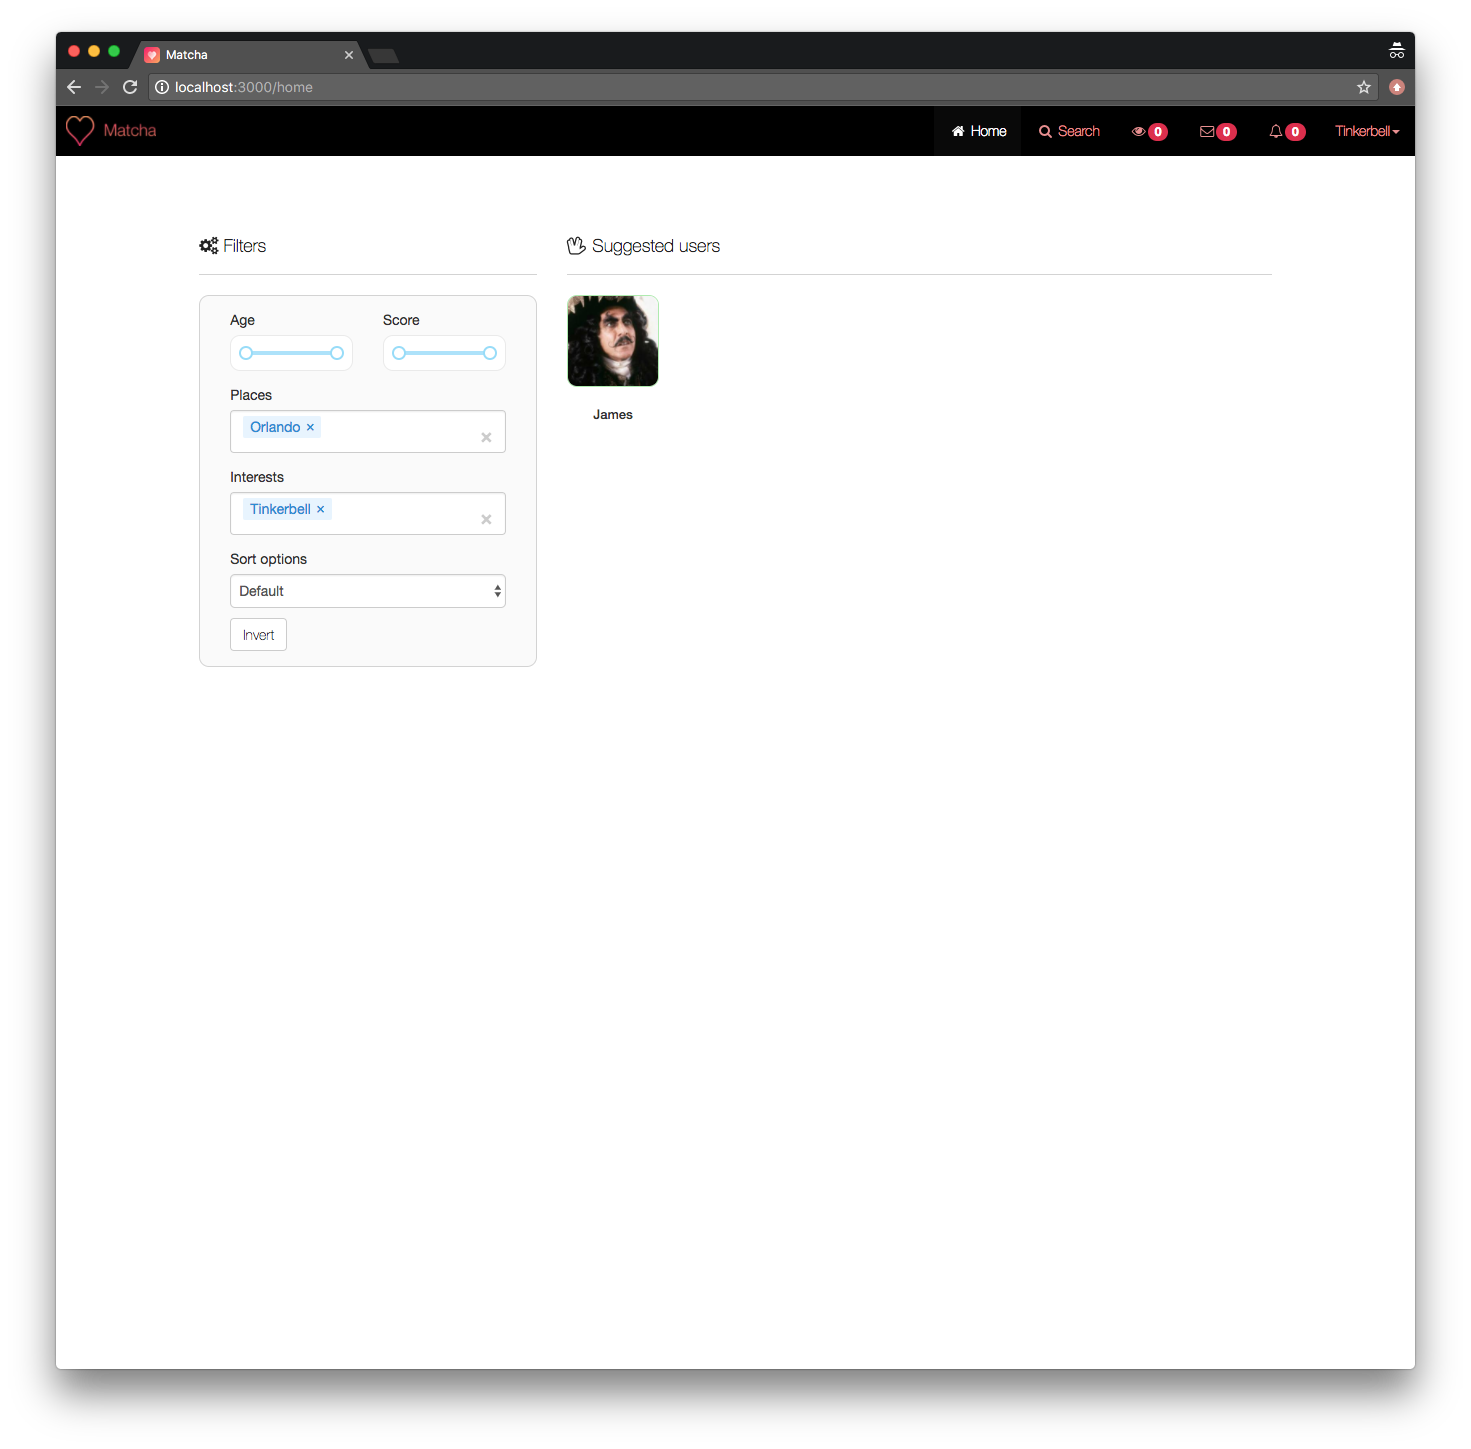 Matcha
localhost:3000/home
Matcha
Home
Search
0
0
0
Tinkerbell
Filters
Suggested users
Age
Score
Places
Orlando ×
Interests
Tinkerbell ×
Sort options
Default
Invert
James